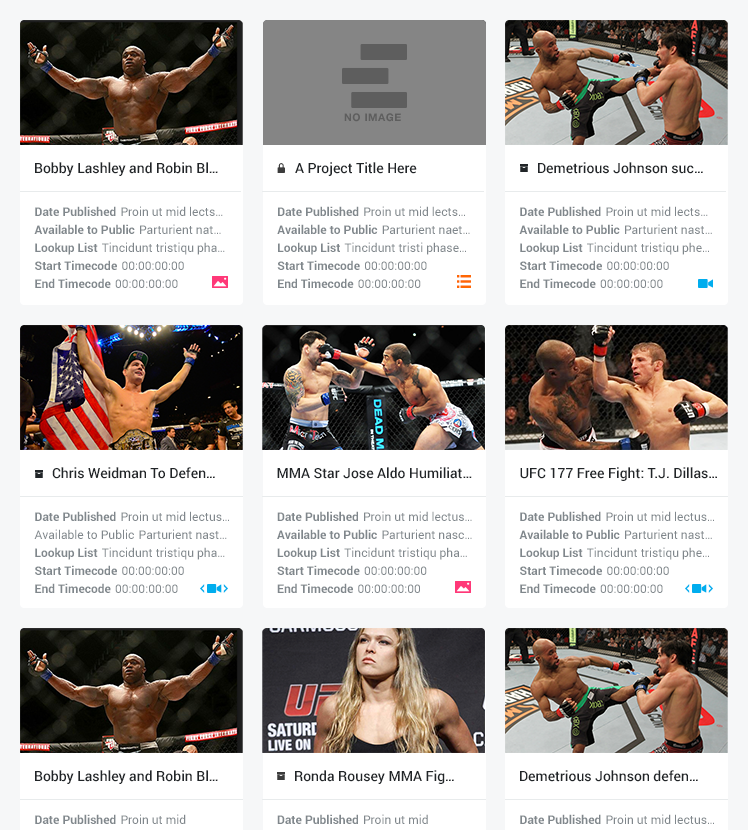 NO IMAGE
Bobby Lashley and Robin Bl...
A Project Title Here
Demetrious Johnson suc...
Date Published Proin ut mid lects...
Available to Public Parturient nat...
Lookup List Tincidunt tristiqu pha...
Start Timecode 00:00:00:00
End Timecode 00:00:00:00
Date Published Proin ut mid lects...
Available to Public Parturient naet...
Lookup List Tincidunt tristi phase...
Start Timecode 00:00:00:00
End Timecode 00:00:00:00
Date Published Proin ut mid lects...
Available to Public Parturient nasta...
Lookup List Tincidunt tristiqu phe...
Start Timecode 00:00:00:00
End Timecode 00:00:00:00
DEAD M
Chris Weidman To Defen...
MMA Star Jose Aldo Humiliat...
UFC 177 Free Fight: T.J. Dillas...
Date Published Proin ut mid lectus...
Available to Public Parturient nast...
Lookup List Tincidunt tristiqu pha...
Start Timecode 00:00:00:00
End Timecode 00:00:00:00
Date Published Proin ut mid lectus...
Available to Public Parturient nasc...
Lookup List Tincidunt tristiqu pha...
Start Timecode 00:00:00:00
End Timecode 00:00:00:00
Date Published Proin ut mid lectus...
Available to Public Parturient nast...
Lookup List Tincidunt tristiqu phe...
Start Timecode 00:00:00:00
End Timecode 00:00:00:00
SATURD
LIVE ON
Bobby Lashley and Robin Bl...
Ronda Rousey MMA Fig...
Demetrious Johnson defen...
Date Published Proin ut mid
Date Published Proin ut mid
Date Published Proin ut mid lectus...